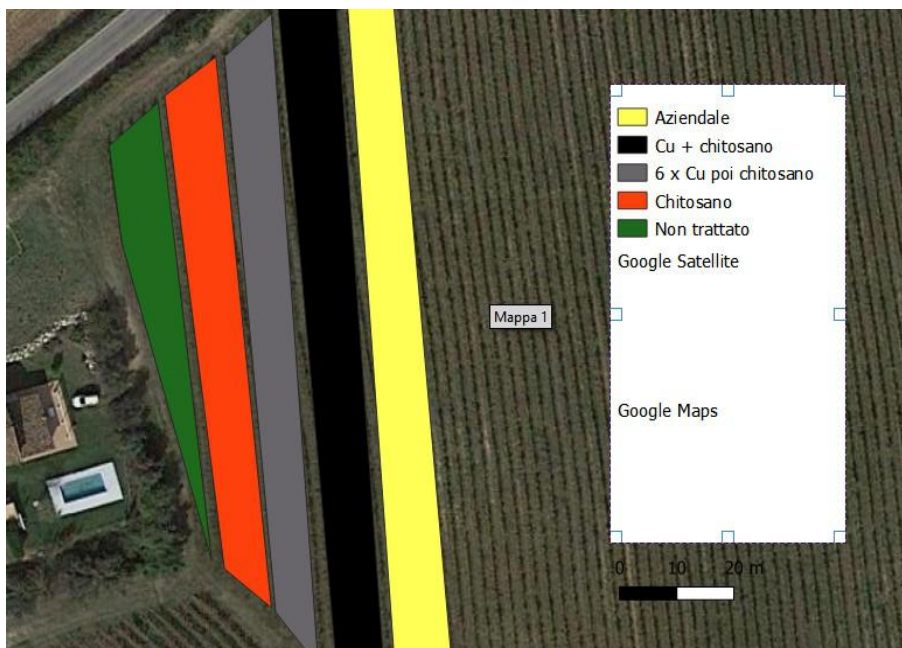 Aziendale
Cu + chitosano
6 x Cu poi chitosano
Chitosano
Non trattato
Google Satellite
Mappa 1
Google Maps
0 10 20 m